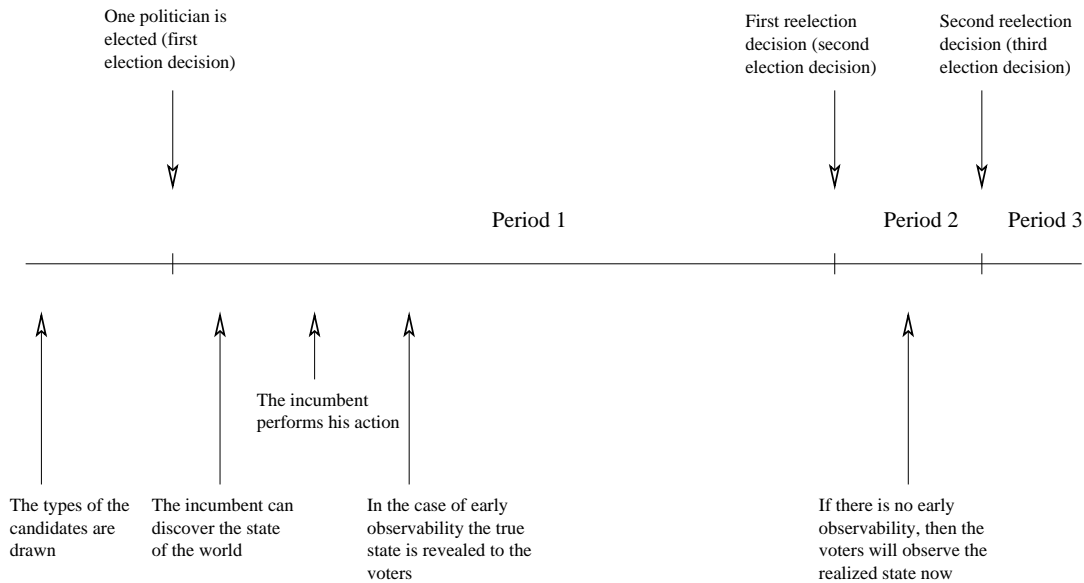 One politician is
elected (first
election decision)
First reelection
decision (second
election decision)
Second reelection
decision (third
election decision)
Period 1
Period 2
Period 3
The incumbent
performs his action
The types of the
candidates are
drawn
The incumbent can
discover the state
of the world
In the case of early
observability the true
state is revealed to the
voters
If there is no early
observability, then the
voters will observe the
realized state now